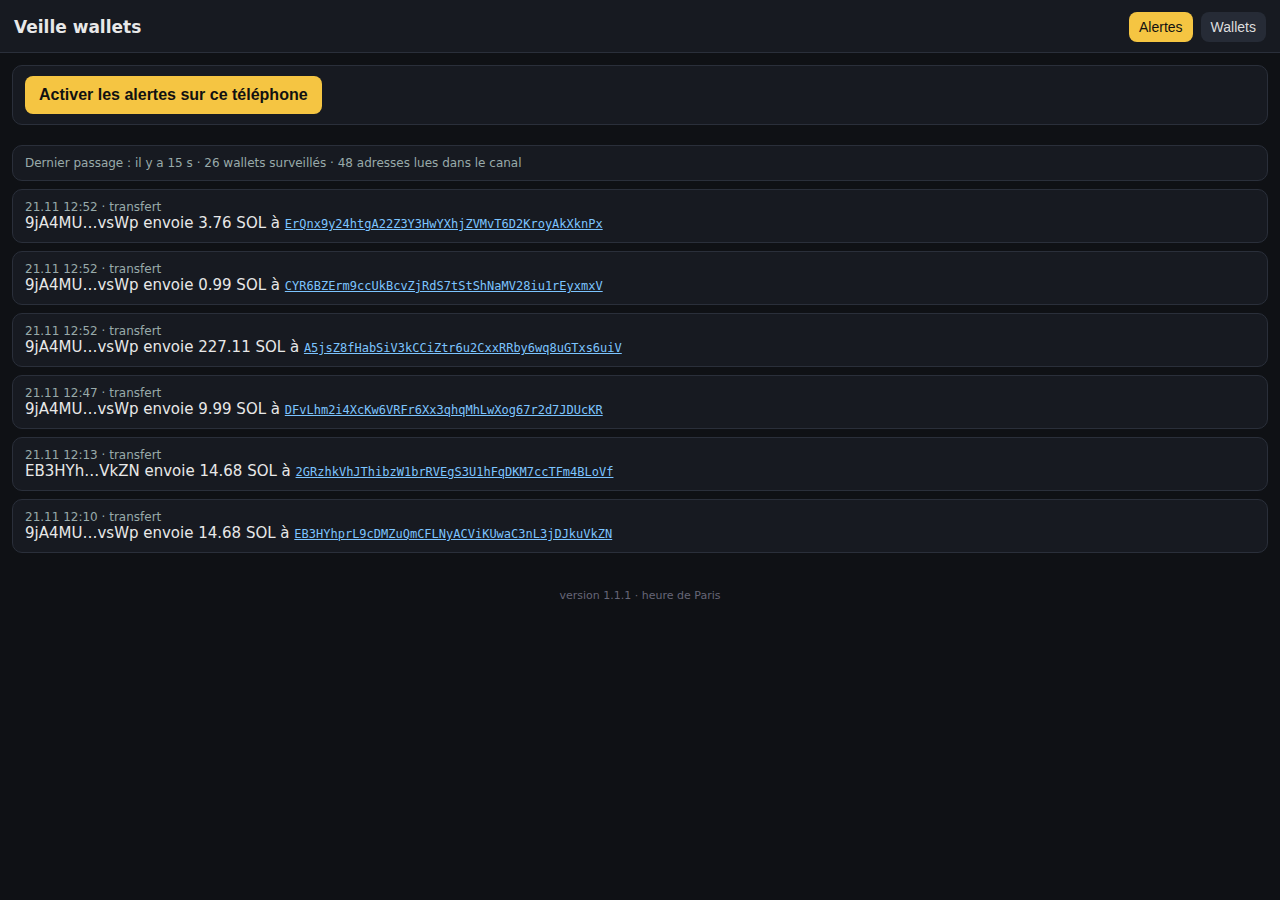 Veille wallets
Alertes
Wallets
Activer les alertes sur ce téléphone
Dernier passage : il y a 15 s · 26 wallets surveillés · 48 adresses lues dans le canal
21.11 12:52 · transfert
9jA4MU…vsWp envoie 3.76 SOL à ErQnx9y24htgA22Z3Y3HwYXhjZVMvT6D2KroyAkXknPx
21.11 12:52 · transfert
9jA4MU…vsWp envoie 0.99 SOL à CYR6BZErm9ccUkBcvZjRdS7tStShNaMV28iu1rEyxmxV
21.11 12:52 · transfert
9jA4MU…vsWp envoie 227.11 SOL à A5jsZ8fHabSiV3kCCiZtr6u2CxxRRby6wq8uGTxs6uiV
21.11 12:47 · transfert
9jA4MU…vsWp envoie 9.99 SOL à DFvLhm2i4XcKw6VRFr6Xx3qhqMhLwXog67r2d7JDUcKR
21.11 12:13 · transfert
EB3HYh…VkZN envoie 14.68 SOL à 2GRzhkVhJThibzW1brRVEgS3U1hFqDKM7ccTFm4BLoVf
21.11 12:10 · transfert
9jA4MU…vsWp envoie 14.68 SOL à EB3HYhprL9cDMZuQmCFLNyACViKUwaC3nL3jDJkuVkZN
version 1.1.1 · heure de Paris